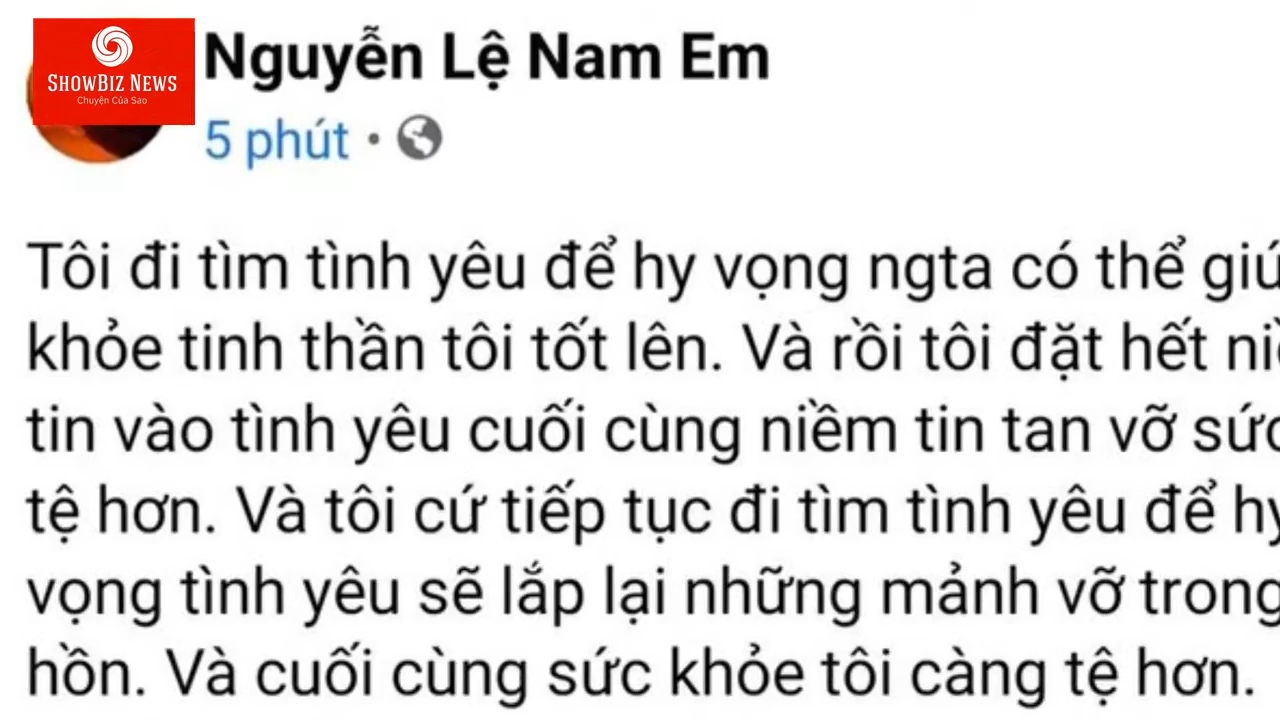 SHOWBIZ NEWS
Chuyện Của Sao
Nguyễn Lệ Nam Em
5 phút
Tôi đi tìm tình yêu để hy vọng ngta có thể
khỏe tinh thần tôi tốt lên. Và rồi tôi đặt hết
tin vào tình yêu cuối cùng niềm tin tan vỡ
tệ hơn. Và tôi cứ tiếp tục đi tìm tình yêu để hy
vọng tình yêu sẽ lắp lại những mảnh vỡ trong
hồn. Và cuối cùng sức khỏe tôi càng tệ hơn.